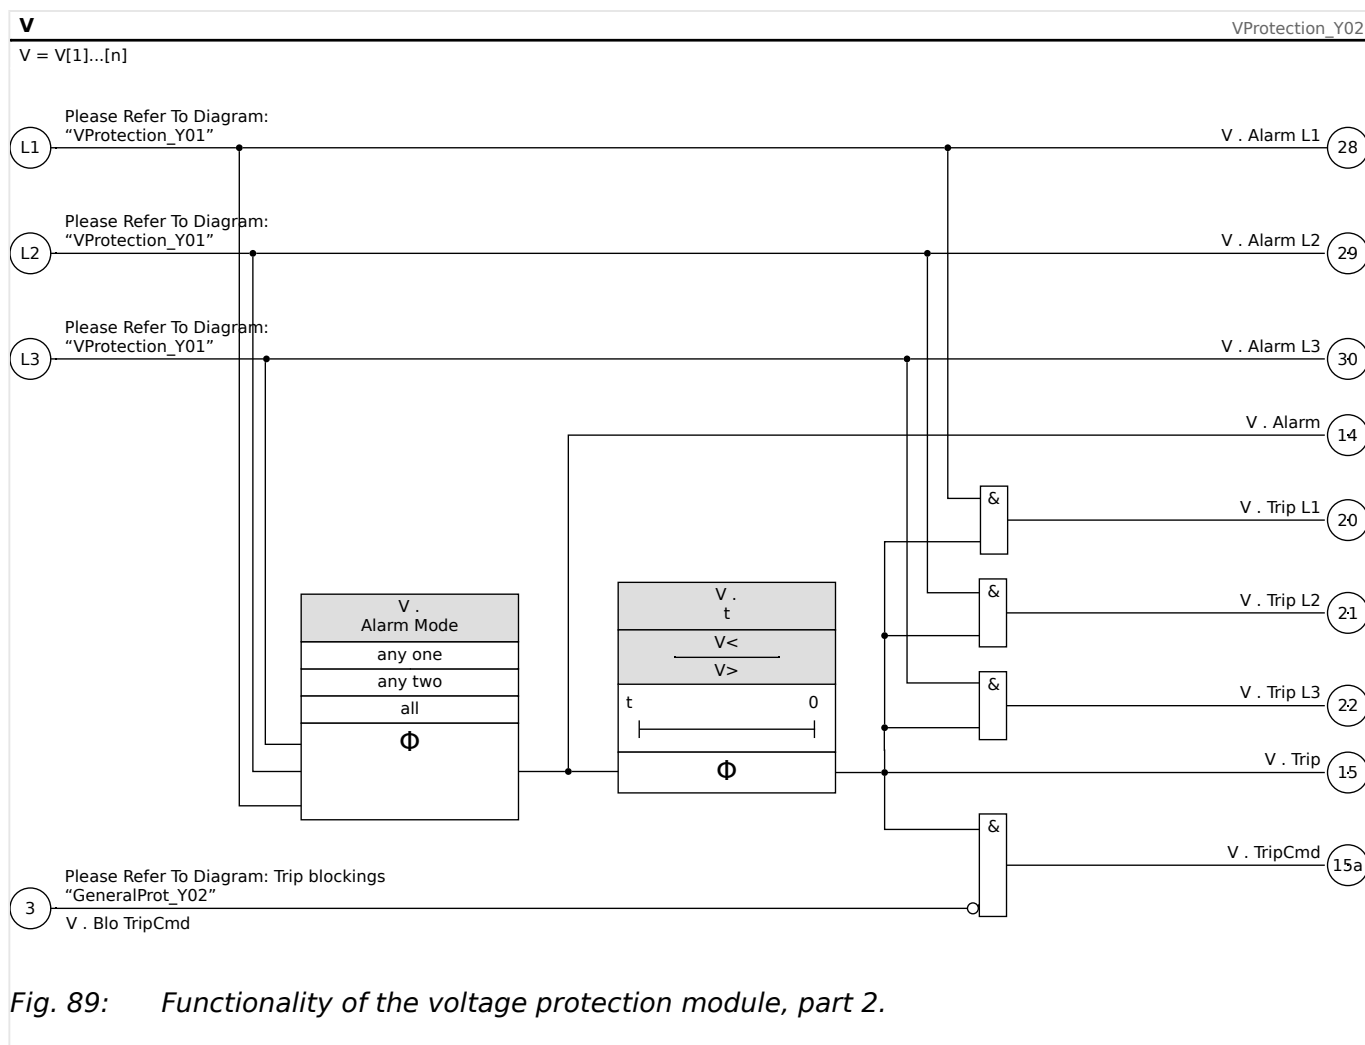 V
VProtection_Y02
V = V[1]...[n]
Please Refer To Diagram:
“VProtection_Y01”
L1
V . Alarm L1
28
Please Refer To Diagram:
“VProtection_Y01”
L2
V . Alarm L2
29
Please Refer To Diagram:
“VProtection_Y01”
L3
V . Alarm L3
30
V . Alarm
14
&
V . Trip L1
20
&
V . Trip L2
21
V .
Alarm Mode
any one
any two
all
Φ
V .
t
V<
V>
t 0
Φ
&
V . Trip L3
22
V . Trip
15
&
V . TripCmd
15a
Please Refer To Diagram: Trip blockings
“GeneralProt_Y02”
3
V . Blo TripCmd
Fig. 89: Functionality of the voltage protection module, part 2.